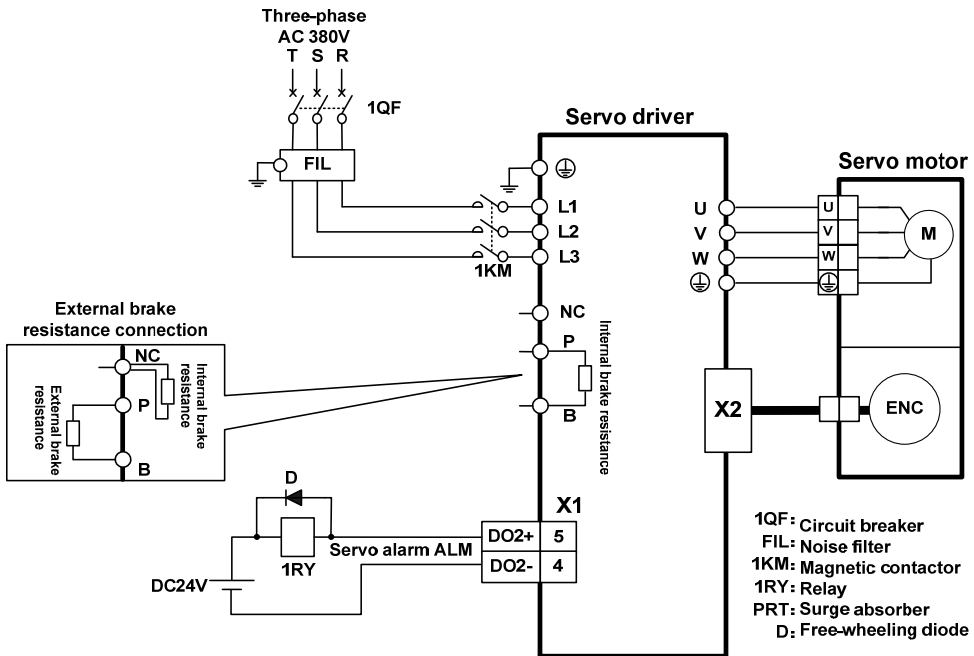 Three-phase
AC 380V
T S R
1QF
FIL
Servo driver
Servo motor
L1
L2
L3
1KM
U
V
W
U
V
W
M
NC
P
B
Internal brake resistance
External brake
resistance connection
NC
P
B
Internal brake
resistance
External brake
resistance
X2
ENC
D
1RY
DC24V
Servo alarm ALM
X1
DO2+ 5
DO2- 4
1QF: Circuit breaker
FIL: Noise filter
1KM: Magnetic contactor
1RY: Relay
PRT: Surge absorber
D: Free-wheeling diode